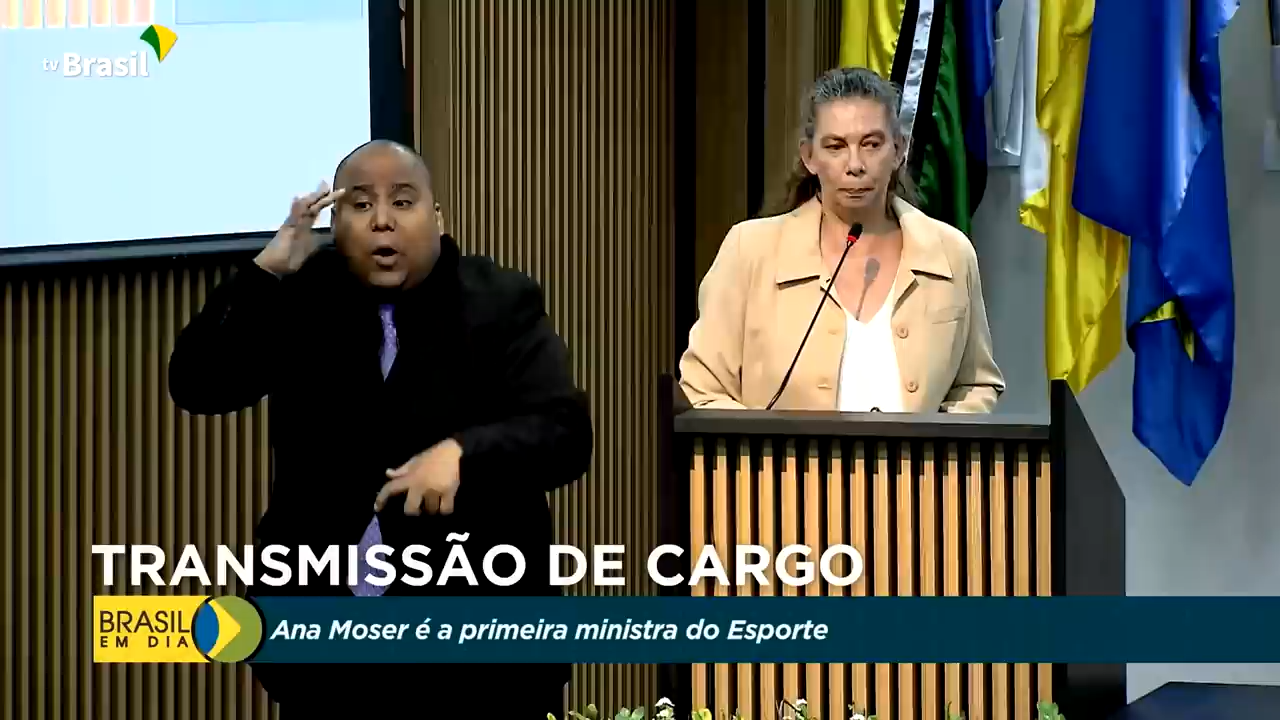 tv Brasil
TRANSMISSÃO DE CARGO
BRASIL
EM DIA
Ana Moser é a primeira ministra do Esporte